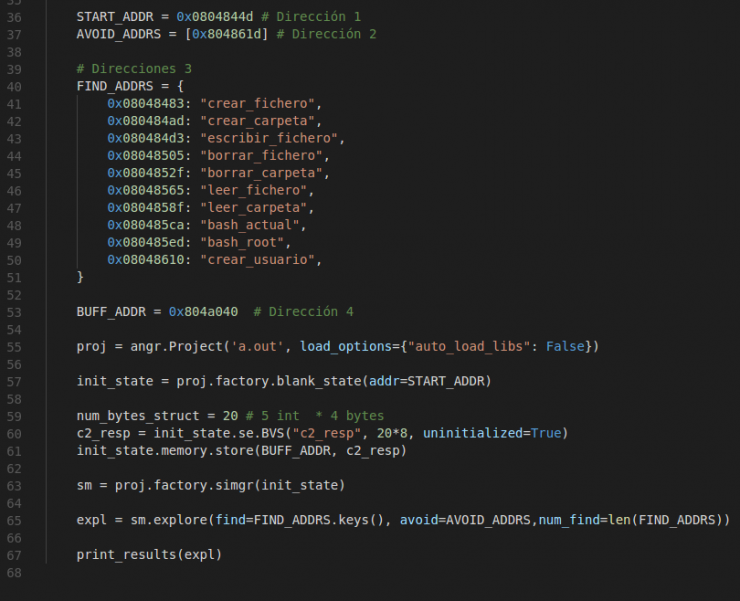 35
36 START_ADDR = 0x0804844d # Dirección 1
37 AVOID_ADDRS = [0x804861d] # Dirección 2
38
39 # Direcciones 3
40 FIND_ADDRS = {
41 0x08048483: "crear_fichero",
42 0x080484ad: "crear_carpeta",
43 0x080484d3: "escribir_fichero",
44 0x08048505: "borrar_fichero",
45 0x0804852f: "borrar_carpeta",
46 0x08048565: "leer_fichero",
47 0x0804858f: "leer_carpeta",
48 0x080485ca: "bash_actual",
49 0x080485ed: "bash_root",
50 0x08048610: "crear_usuario",
51 }
52
53 BUFF_ADDR = 0x804a040 # Dirección 4
54
55 proj = angr.Project('a.out', load_options={"auto_load_libs": False})
56
57 init_state = proj.factory.blank_state(addr=START_ADDR)
58
59 num_bytes_struct = 20 # 5 int * 4 bytes
60 c2_resp = init_state.se.BVS("c2_resp", 20*8, uninitialized=True)
61 init_state.memory.store(BUFF_ADDR, c2_resp)
62
63 sm = proj.factory.simgr(init_state)
64
65 expl = sm.explore(find=FIND_ADDRS.keys(), avoid=AVOID_ADDRS,num_find=len(FIND_ADDRS))
66
67 print_results(expl)
68